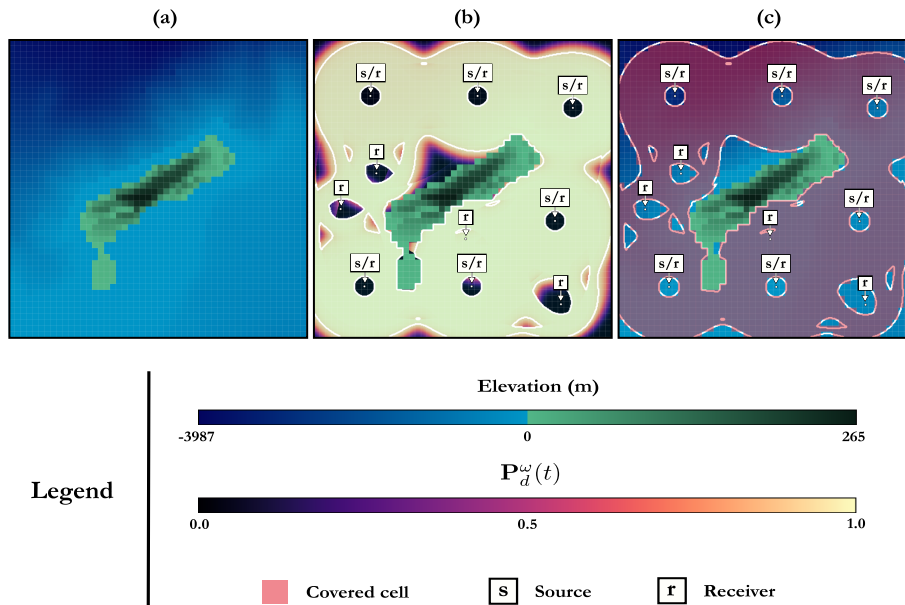 (a) (b) (c)
s/r s/r s/r s/r
s/r s/r
r r
r r
s/r s/r
r r
s/r s/r s/r s/r
r r
Elevation (m)
-3987 0 265
P_d^ω(t)
Legend
0.0 0.5 1.0
Covered cell s Source r Receiver